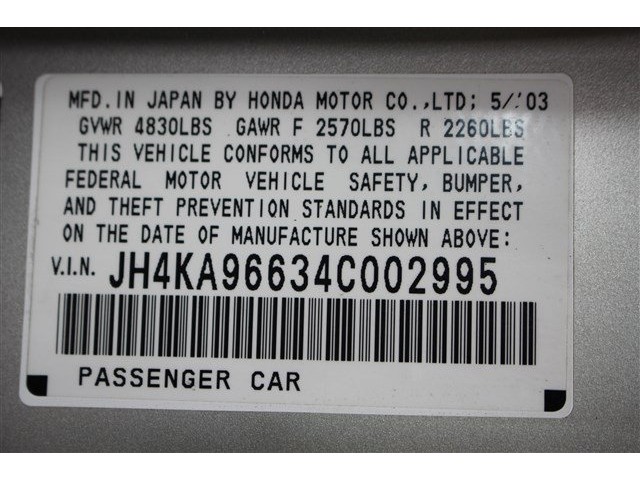 MFD. IN JAPAN BY HONDA MOTOR CO.,LTD; 5/'03
GVWR 4830LBS GAWR F 2570LBS R 2260LBS
THIS VEHICLE CONFORMS TO ALL APPLICABLE
FEDERAL MOTOR VEHICLE SAFETY, BUMPER,
AND THEFT PREVENTION STANDARDS IN EFFECT
ON THE DATE OF MANUFACTURE SHOWN ABOVE:
V.I.N. JH4KA96634C002995
PASSENGER CAR